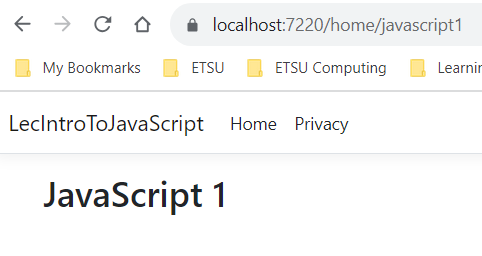 localhost:7220/home/javascript1
My Bookmarks ETSU ETSU Computing Learnin
LecIntroToJavaScript Home Privacy
JavaScript 1